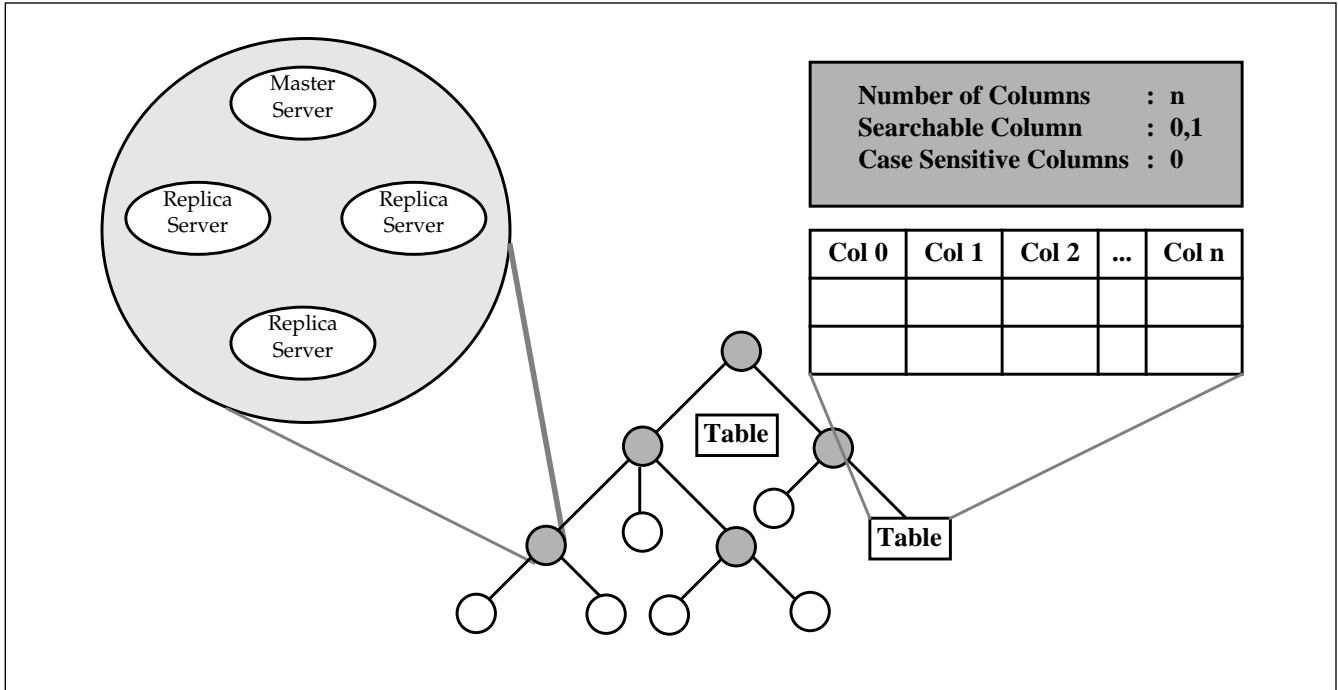 Master
Server
Replica
Server
Replica
Server
Replica
Server
Number of Columns : n
Searchable Column : 0,1
Case Sensitive Columns : 0
Col 0 Col 1 Col 2 ... Col n
Table
Table